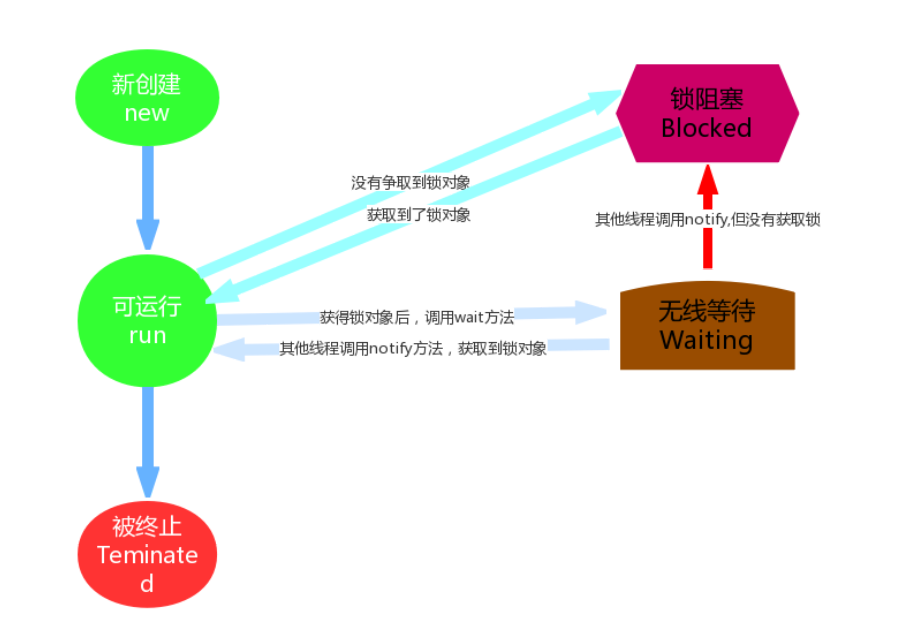 新创建
new
锁阻塞
Blocked
没有争取到锁对象
获取到了锁对象
其他线程调用notify,但没有获取锁
可运行
run
获得锁对象后，调用wait方法
其他线程调用notify方法，获取到锁对象
无线等待
Waiting
被终止
Teminate
d